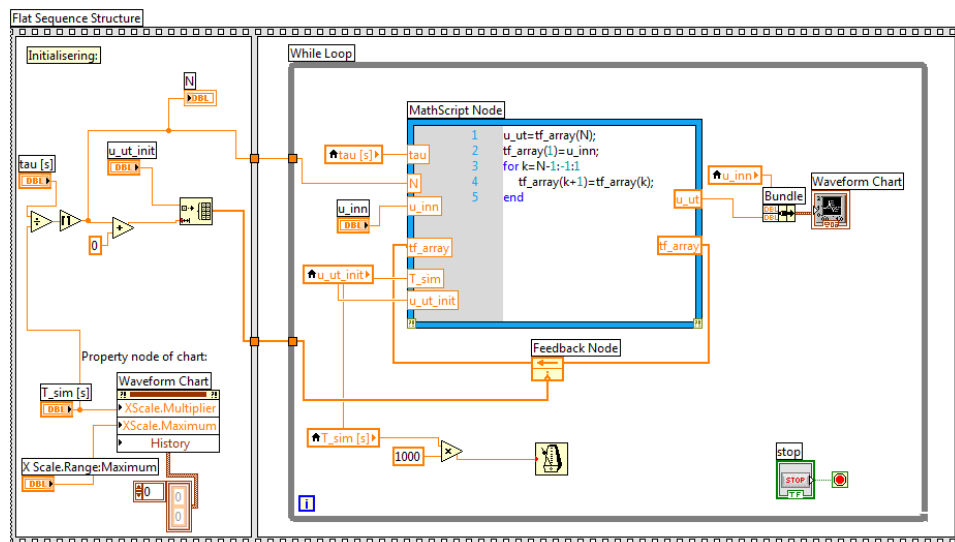 Flat Sequence Structure
Initialisering:
N
DBL
u_ut_init
DBL
tau [s]
DBL
0
Property node of chart:
Waveform Chart
T_sim [s]
DBL
XScale.Multiplier
XScale.Maximum
History
X Scale.Range:Maximum
DBL
0
0
0
While Loop
MathScript Node
1 u_ut=tf_array(N);
2 tf_array(1)=u_inn;
3 for k=N-1:-1:1
4 tf_array(k+1)=tf_array(k);
5 end
tau [s]
tau
N
u_inn
u_inn
DBL
tf_array
u_ut_init
T_sim
u_ut_init
u_ut
tf_array
u_inn
Bundle
DBL
DBL
Waveform Chart
Feedback Node
T_sim [s]
1000
stop
STOP
TF
i